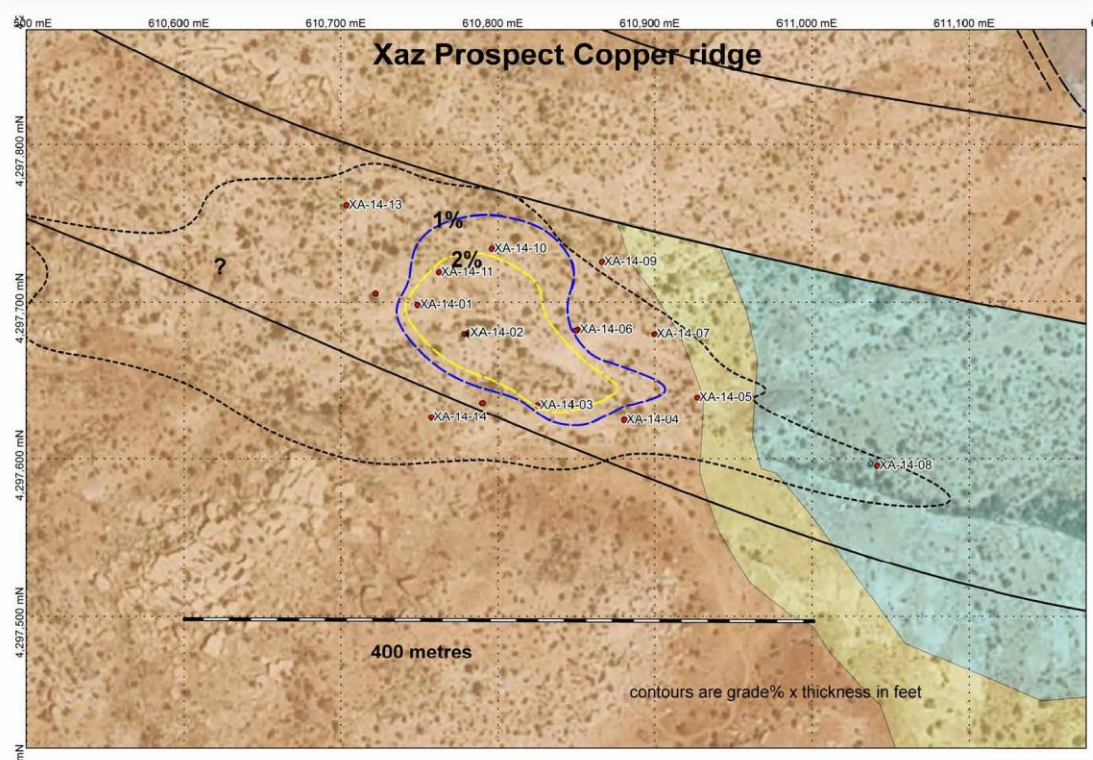 610,600 mE
610,700 mE
610,800 mE
610,900 mE
611,000 mE
611,100 mE
Xaz Prospect Copper ridge
4,297,800 mN
XA-14-13
1%
XA-14-10
2%
XA-14-09
?
XA-14-11
4,297,700 mN
XA-14-01
XA-14-02
XA-14-06
XA-14-07
XA-14-05
XA-14-03
XA-14-14
XA-14-04
4,297,600 mN
XA-14-08
4,297,500 mN
400 metres
contours are grade% x thickness in feet
mN